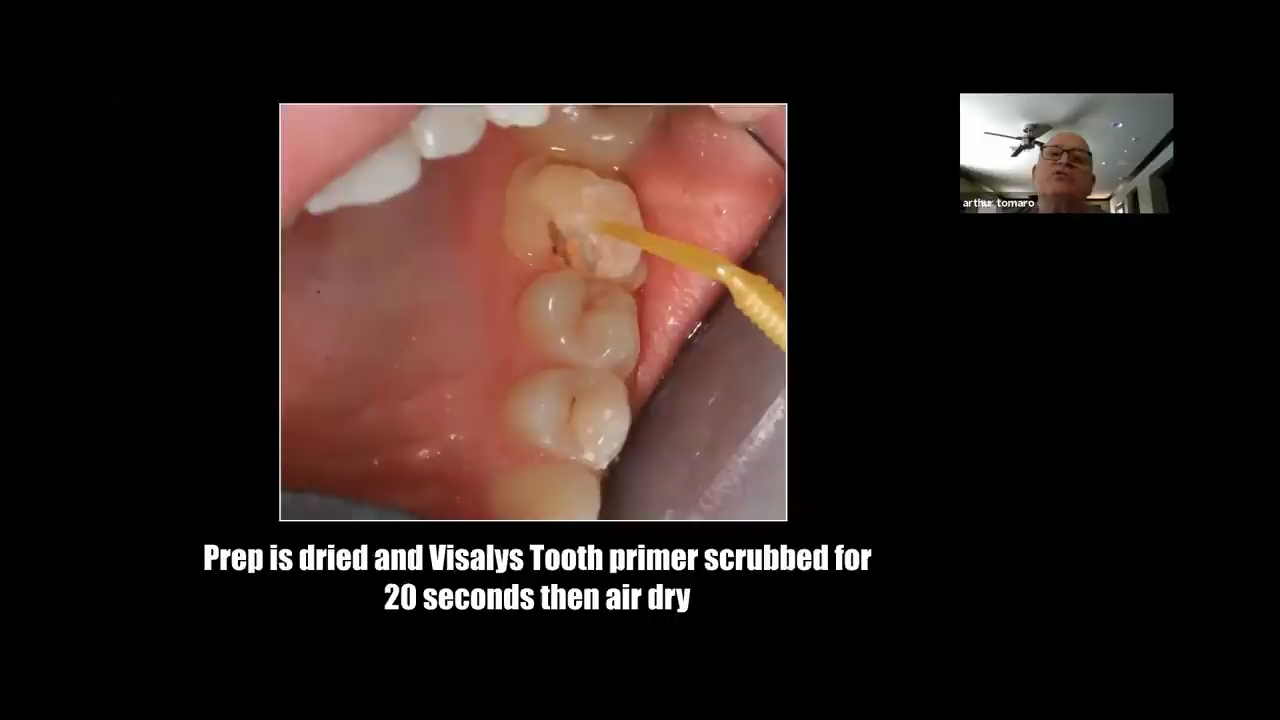 arthur tomaro
Prep is dried and Visalys Tooth primer scrubbed for
20 seconds then air dry